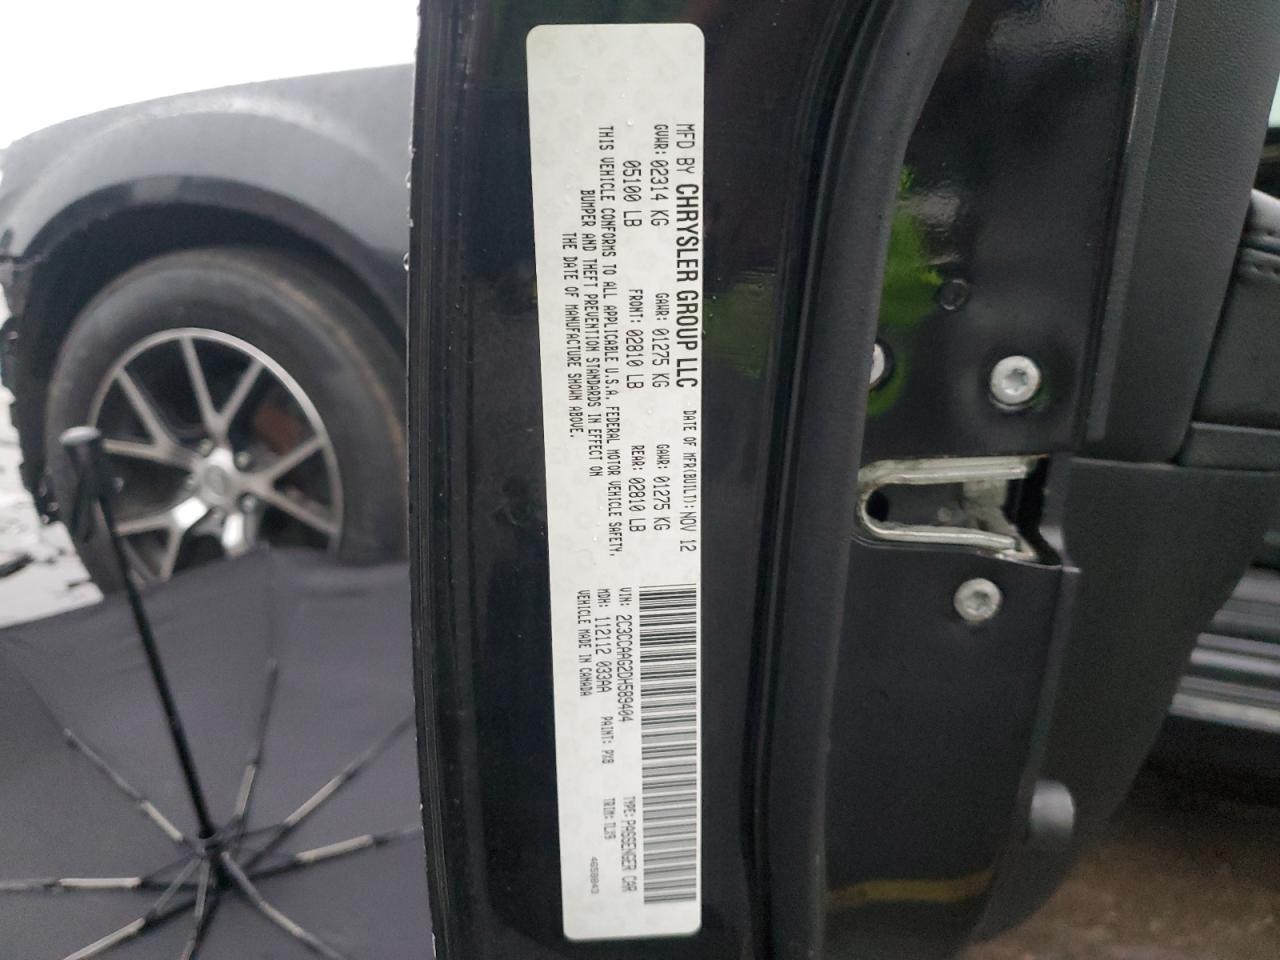 MFD BY CHRYSLER GROUP LLC DATE OF MFR(BUILT): NOV 12
GVWR: 02314 KG GAWR: 01275 KG GAWR: 01275 KG
05100 LB FRONT: 02810 LB REAR: 02810 LB
THIS VEHICLE CONFORMS TO ALL APPLICABLE U.S.A. FEDERAL MOTOR VEHICLE SAFETY,
BUMPER AND THEFT PREVENTION STANDARDS IN EFFECT ON
THE DATE OF MANUFACTURE SHOWN ABOVE.
VIN: 2C3CCAAG2DH589404 TYPE: PASSENGER CAR
MDH: 112112 033AA PAINT: PX8 TRIM: TLX9
VEHICLE MADE IN CANADA